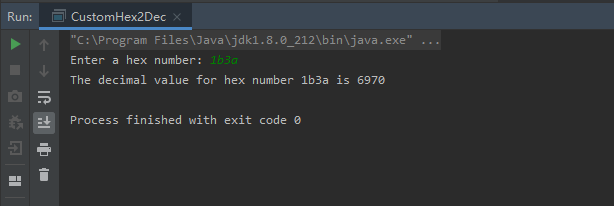 Run: CustomHex2Dec
"C:\Program Files\Java\jdk1.8.0_212\bin\java.exe" ...
Enter a hex number: 1b3a
The decimal value for hex number 1b3a is 6970
Process finished with exit code 0